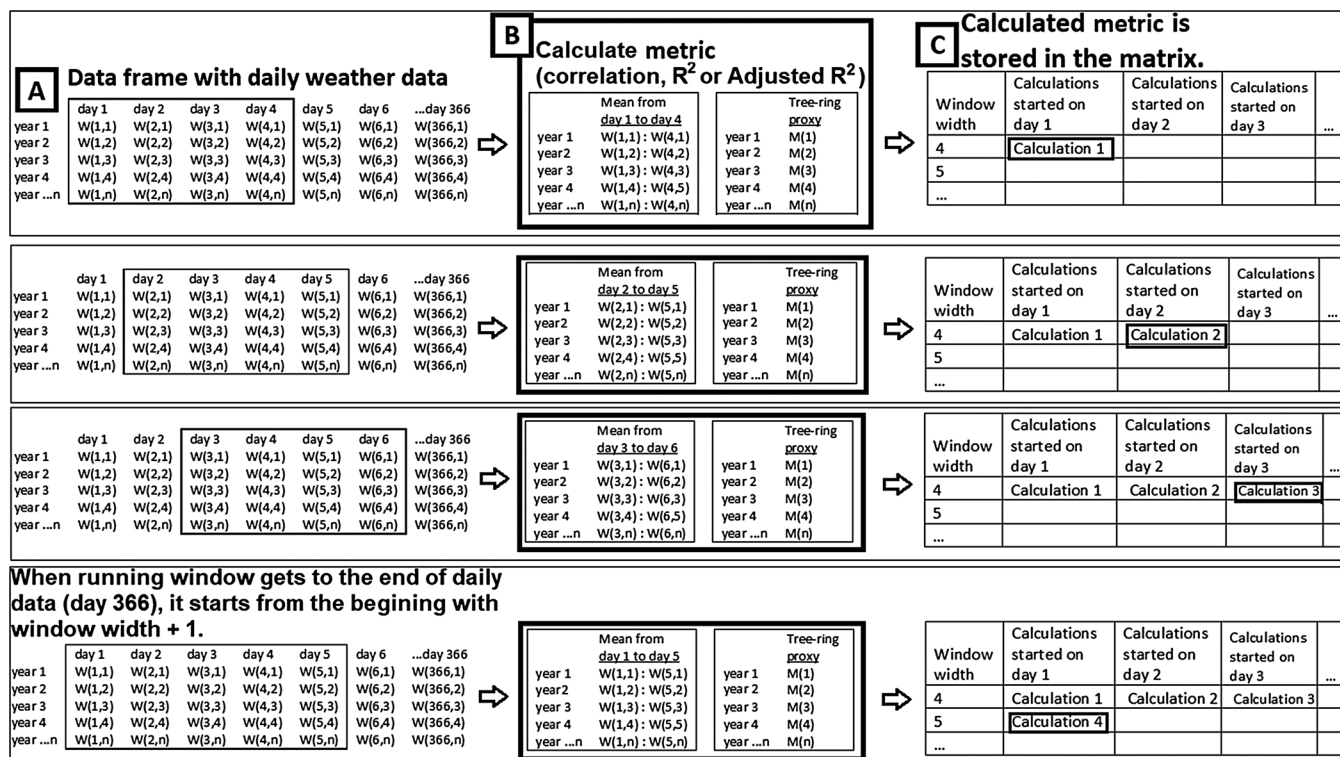 A
Data frame with daily weather data
day 1 day 2 day 3 day 4 day 5 day 6 ...day 366
year 1 W(1,1) W(2,1) W(3,1) W(4,1) W(5,1) W(6,1) W(366,1)
year 2 W(1,2) W(2,2) W(3,2) W(4,2) W(5,2) W(6,2) W(366,2)
year 3 W(1,3) W(2,3) W(3,3) W(4,3) W(5,3) W(6,3) W(366,3)
year 4 W(1,4) W(2,4) W(3,4) W(4,4) W(5,4) W(6,4) W(366,4)
year ...n W(1,n) W(2,n) W(3,n) W(4,n) W(5,n) W(6,n) W(366,n)
B
Calculate metric
(correlation, R² or Adjusted R²)
Mean from
day 1 to day 4
year 1 W(1,1) : W(4,1)
year2 W(1,2) : W(4,2)
year 3 W(1,3) : W(4,3)
year 4 W(1,4) : W(4,5)
year ...n W(1,n) : W(4,n)
Tree-ring
proxy
year 1 M(1)
year 2 M(2)
year 3 M(3)
year 4 M(4)
year ...n M(n)
C
Calculated metric is
stored in the matrix.
Window width
Calculations started on day 1
Calculations started on day 2
Calculations started on day 3
...
4 Calculation 1
5
...
day 1 day 2 day 3 day 4 day 5 day 6 ...day 366
year 1 W(1,1) W(2,1) W(3,1) W(4,1) W(5,1) W(6,1) W(366,1)
year 2 W(1,2) W(2,2) W(3,2) W(4,2) W(5,2) W(6,2) W(366,2)
year 3 W(1,3) W(2,3) W(3,3) W(4,3) W(5,3) W(6,3) W(366,3)
year 4 W(1,4) W(2,4) W(3,4) W(4,4) W(5,4) W(6,4) W(366,4)
year ...n W(1,n) W(2,n) W(3,n) W(4,n) W(5,n) W(6,n) W(366,n)
Mean from
day 2 to day 5
year 1 W(2,1) : W(5,1)
year2 W(2,2) : W(5,2)
year 3 W(2,3) : W(5,3)
year 4 W(2,4) : W(5,5)
year ...n W(2,n) : W(5,n)
Tree-ring
proxy
year 1 M(1)
year 2 M(2)
year 3 M(3)
year 4 M(4)
year ...n M(n)
Window width
Calculations started on day 1
Calculations started on day 2
Calculations started on day 3
...
4 Calculation 1 Calculation 2
5
...
day 1 day 2 day 3 day 4 day 5 day 6 ...day 366
year 1 W(1,1) W(2,1) W(3,1) W(4,1) W(5,1) W(6,1) W(366,1)
year 2 W(1,2) W(2,2) W(3,2) W(4,2) W(5,2) W(6,2) W(366,2)
year 3 W(1,3) W(2,3) W(3,3) W(4,3) W(5,3) W(6,3) W(366,3)
year 4 W(1,4) W(2,4) W(3,4) W(4,4) W(5,4) W(6,4) W(366,4)
year ...n W(1,n) W(2,n) W(3,n) W(4,n) W(5,n) W(6,n) W(366,n)
Mean from
day 3 to day 6
year 1 W(3,1) : W(6,1)
year2 W(3,2) : W(6,2)
year 3 W(3,3) : W(6,3)
year 4 W(3,4) : W(6,5)
year ...n W(3,n) : W(6,n)
Tree-ring
proxy
year 1 M(1)
year 2 M(2)
year 3 M(3)
year 4 M(4)
year ...n M(n)
Window width
Calculations started on day 1
Calculations started on day 2
Calculations started on day 3
...
4 Calculation 1 Calculation 2 Calculation 3
5
...
When running window gets to the end of daily
data (day 366), it starts from the begining with
window width + 1.
day 1 day 2 day 3 day 4 day 5 day 6 ...day 366
year 1 W(1,1) W(2,1) W(3,1) W(4,1) W(5,1) W(6,1) W(366,1)
year 2 W(1,2) W(2,2) W(3,2) W(4,2) W(5,2) W(6,2) W(366,2)
year 3 W(1,3) W(2,3) W(3,3) W(4,3) W(5,3) W(6,3) W(366,3)
year 4 W(1,4) W(2,4) W(3,4) W(4,4) W(5,4) W(6,4) W(366,4)
year ...n W(1,n) W(2,n) W(3,n) W(4,n) W(5,n) W(6,n) W(366,n)
Mean from
day 1 to day 5
year 1 W(1,1) : W(5,1)
year2 W(1,2) : W(5,2)
year 3 W(1,3) : W(5,3)
year 4 W(1,4) : W(5,5)
year ...n W(1,n) : W(5,n)
Tree-ring
proxy
year 1 M(1)
year 2 M(2)
year 3 M(3)
year 4 M(4)
year ...n M(n)
Window width
Calculations started on day 1
Calculations started on day 2
Calculations started on day 3
...
4 Calculation 1 Calculation 2 Calculation 3
5 Calculation 4
...